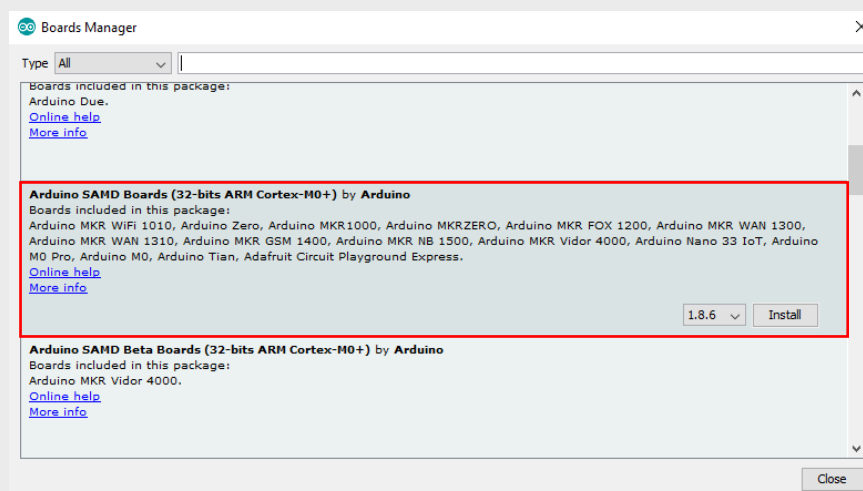 Boards Manager
Type All
Boards included in this package:
Arduino Due.
Online help
More info
Arduino SAMD Boards (32-bits ARM Cortex-M0+) by Arduino
Boards included in this package:
Arduino MKR WiFi 1010, Arduino Zero, Arduino MKR1000, Arduino MKRZERO, Arduino MKR FOX 1200, Arduino MKR WAN 1300,
Arduino MKR WAN 1310, Arduino MKR GSM 1400, Arduino MKR NB 1500, Arduino MKR Vidor 4000, Arduino Nano 33 IoT, Arduino
M0 Pro, Arduino M0, Arduino Tian, Adafruit Circuit Playground Express.
Online help
More info
1.8.6 Install
Arduino SAMD Beta Boards (32-bits ARM Cortex-M0+) by Arduino
Boards included in this package:
Arduino MKR Vidor 4000.
Online help
More info
Close